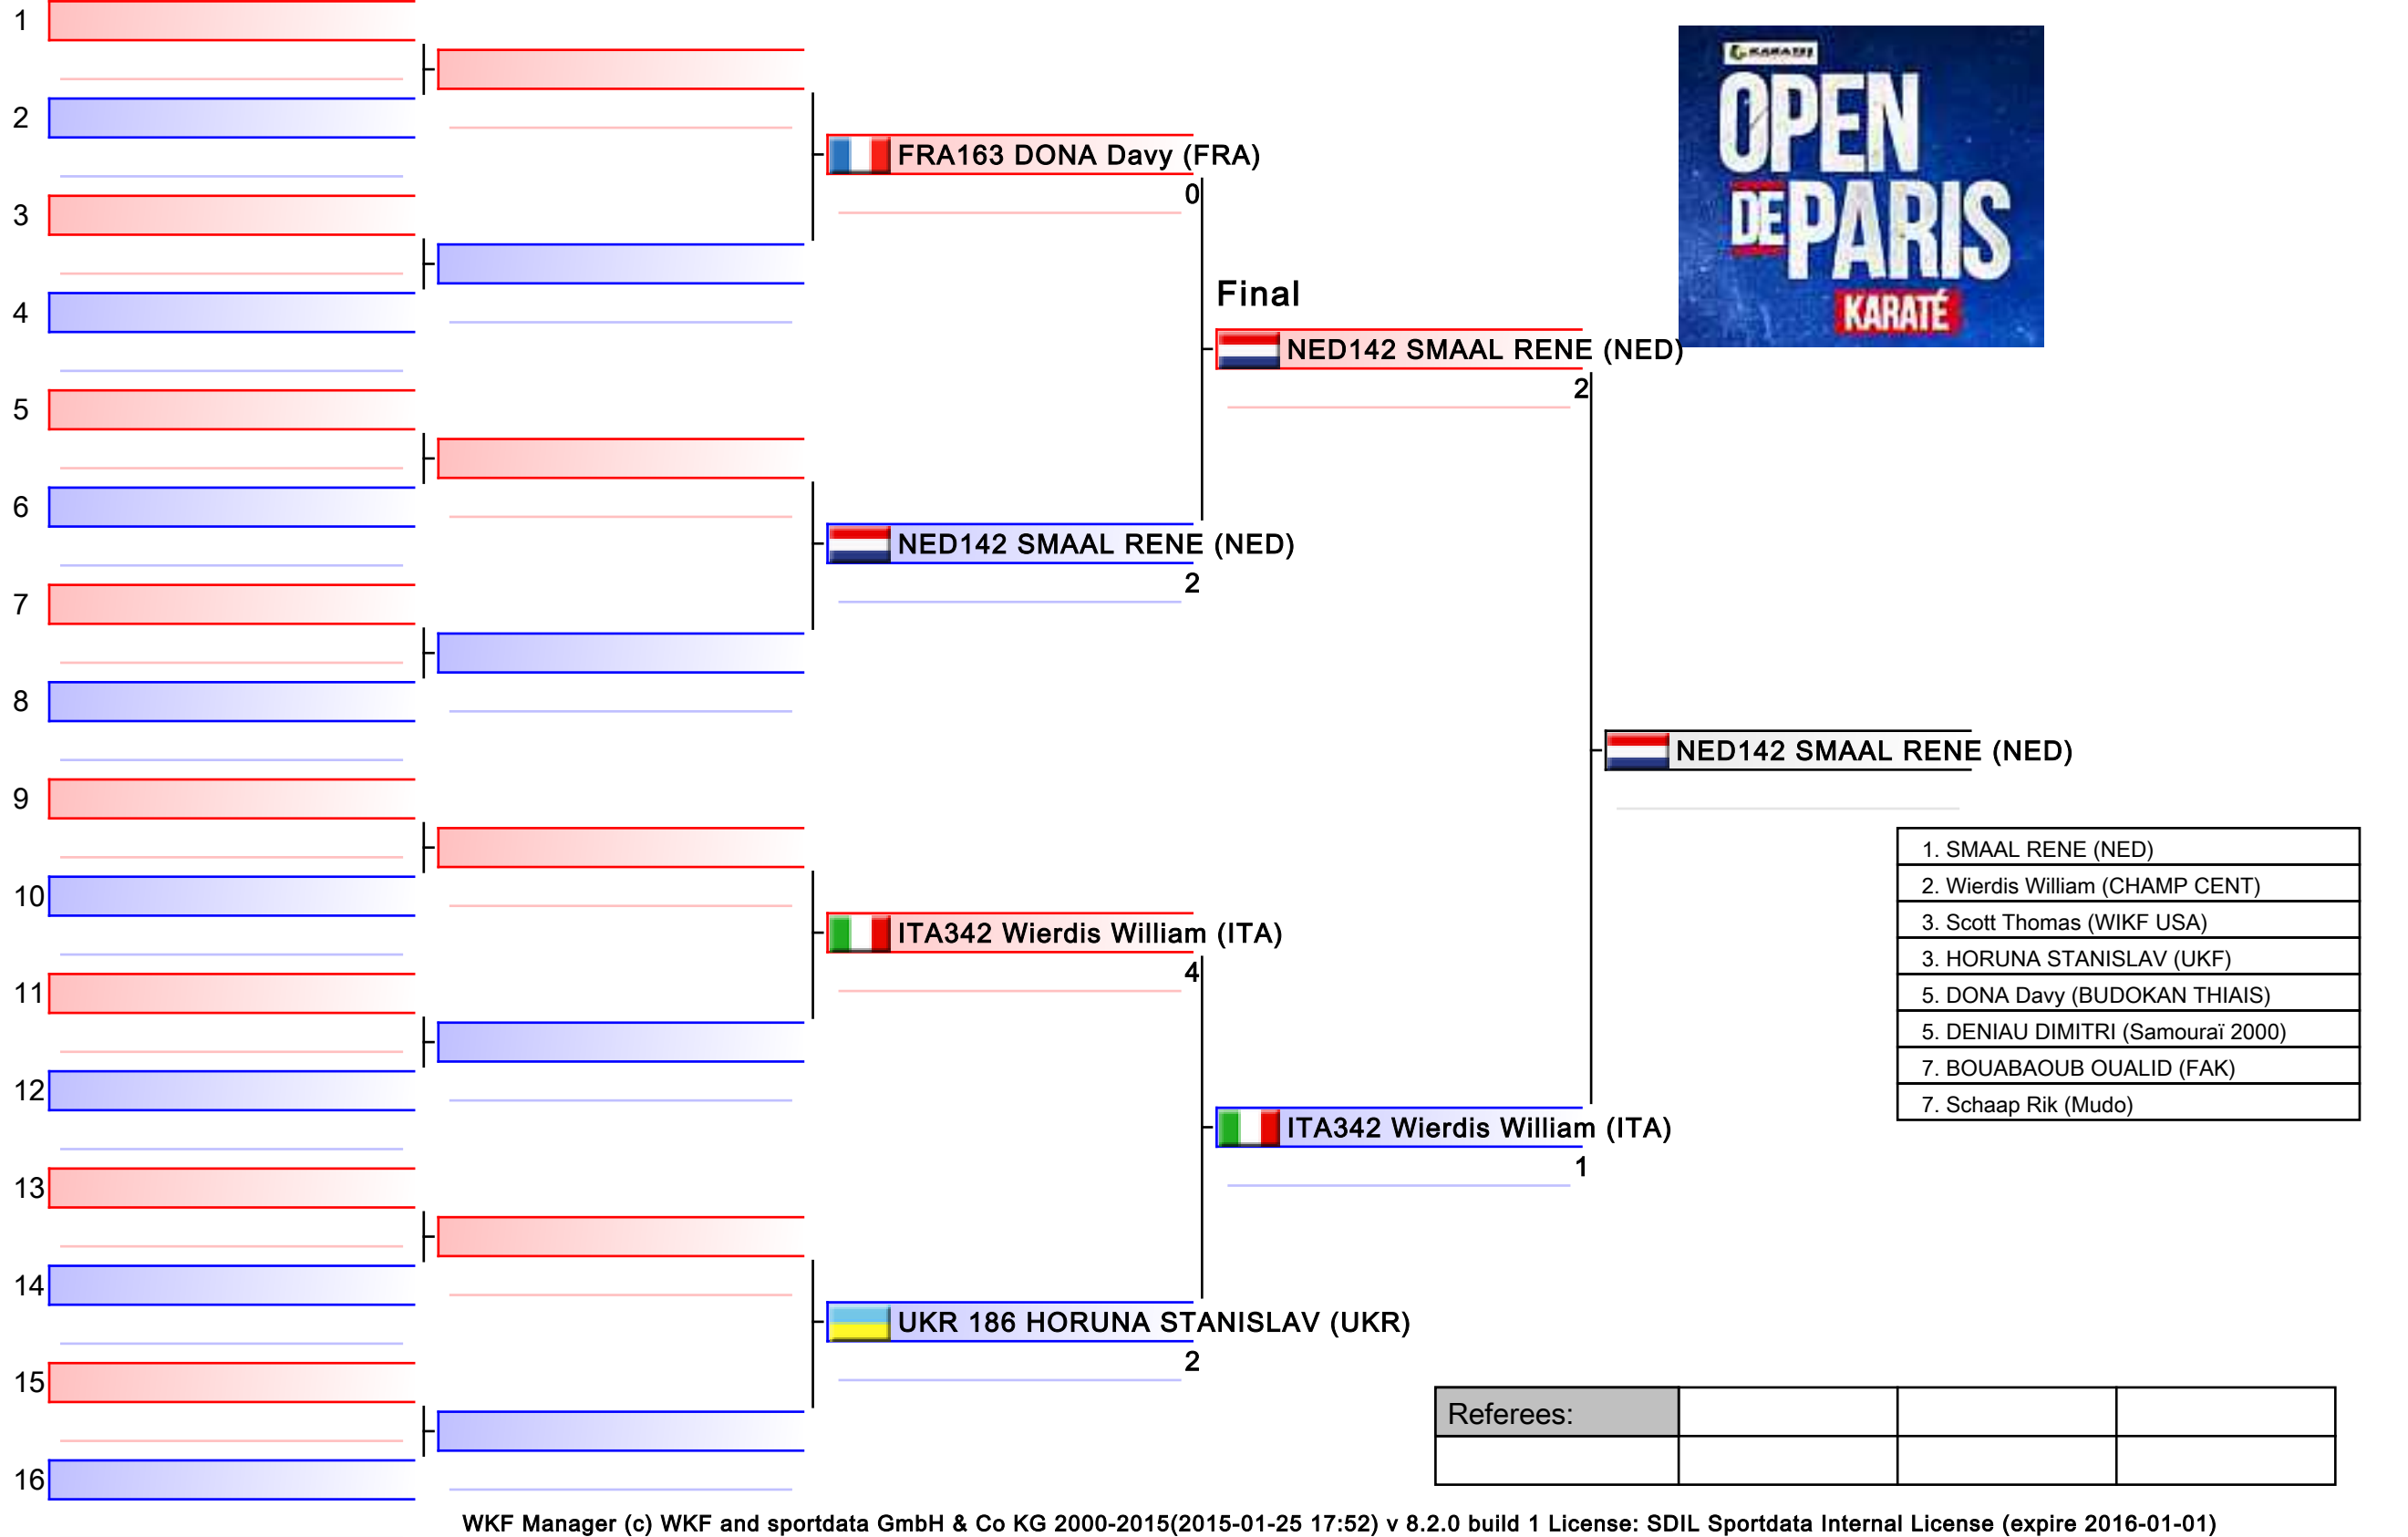 1
2
3
4
5
6
7
8
9
10
11
12
13
14
15
16
FRA163 DONA Davy (FRA)
0
NED142 SMAAL RENE (NED)
2
ITA342 Wierdis William (ITA)
4
UKR 186 HORUNA STANISLAV (UKR)
2
Final
NED142 SMAAL RENE (NED)
2
ITA342 Wierdis William (ITA)
1
NED142 SMAAL RENE (NED)
OPEN
DE PARIS
KARATÉ
1. SMAAL RENE (NED)
2. Wierdis William (CHAMP CENT)
3. Scott Thomas (WIKF USA)
3. HORUNA STANISLAV (UKF)
5. DONA Davy (BUDOKAN THIAIS)
5. DENIAU DIMITRI (Samouraï 2000)
7. BOUABAOUB OUALID (FAK)
7. Schaap Rik (Mudo)
Referees:
WKF Manager (c) WKF and sportdata GmbH & Co KG 2000-2015(2015-01-25 17:52) v 8.2.0 build 1 License: SDIL Sportdata Internal License (expire 2016-01-01)